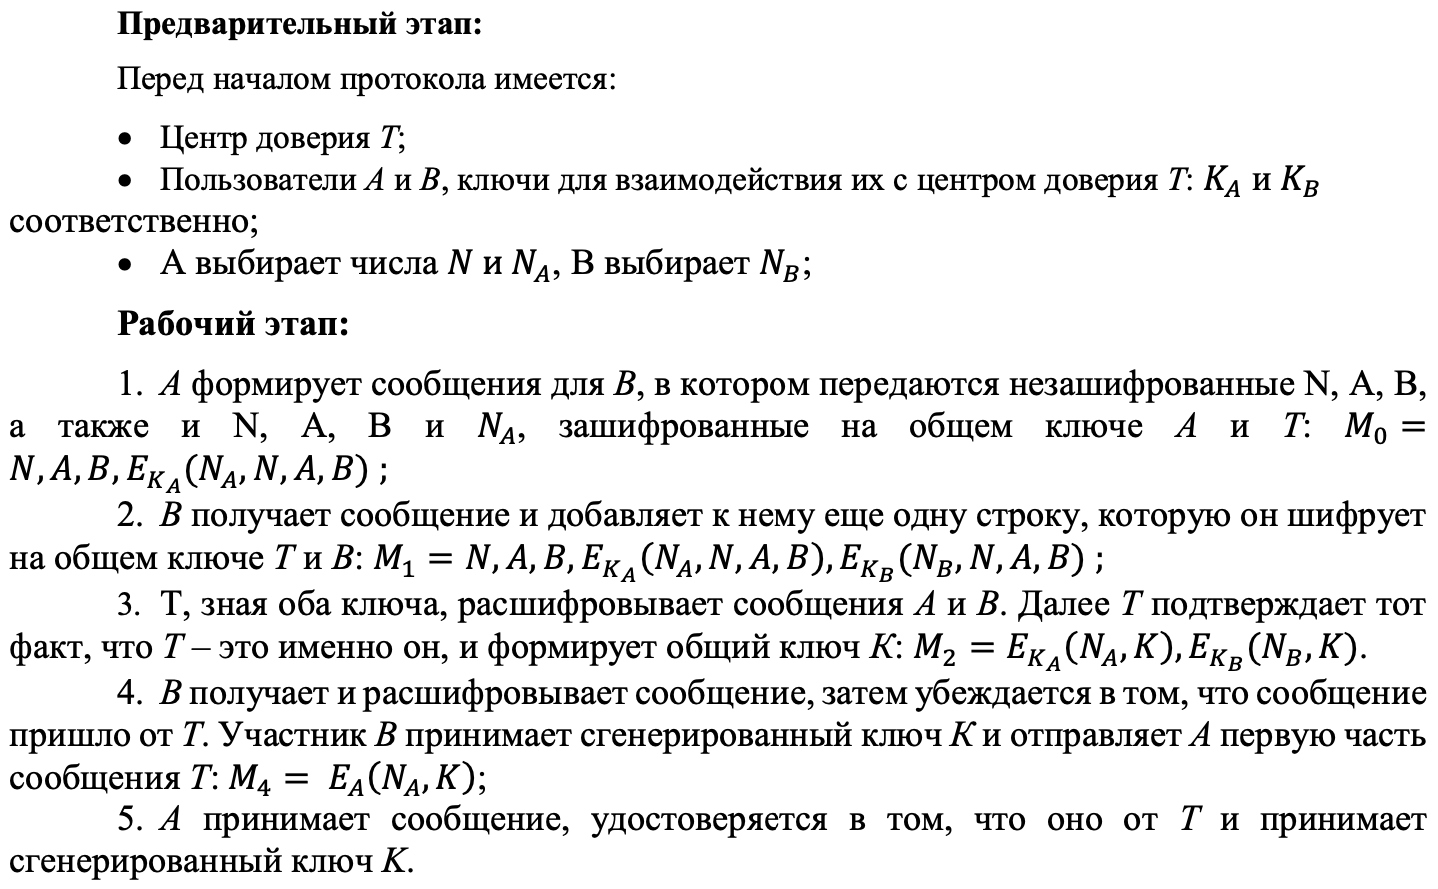 Предварительный этап:
Перед началом протокола имеется:
• Центр доверия T;
• Пользователи A и B, ключи для взаимодействия их с центром доверия T: K_A и K_B
соответственно;
• А выбирает числа N и N_A, В выбирает N_B;
Рабочий этап:
1. A формирует сообщения для B, в котором передаются незашифрованные N, A, B,
а также и N, A, B и N_A, зашифрованные на общем ключе A и T: M_0 =
N, A, B, E_{K_A}(N_A, N, A, B) ;
2. B получает сообщение и добавляет к нему еще одну строку, которую он шифрует
на общем ключе T и B: M_1 = N, A, B, E_{K_A}(N_A, N, A, B), E_{K_B}(N_B, N, A, B) ;
3. T, зная оба ключа, расшифровывает сообщения A и B. Далее T подтверждает тот
факт, что T – это именно он, и формирует общий ключ K: M_2 = E_{K_A}(N_A, K), E_{K_B}(N_B, K).
4. B получает и расшифровывает сообщение, затем убеждается в том, что сообщение
пришло от T. Участник B принимает сгенерированный ключ K и отправляет A первую часть
сообщения T: M_4 = E_A(N_A, K);
5. A принимает сообщение, удостоверяется в том, что оно от T и принимает
сгенерированный ключ K.